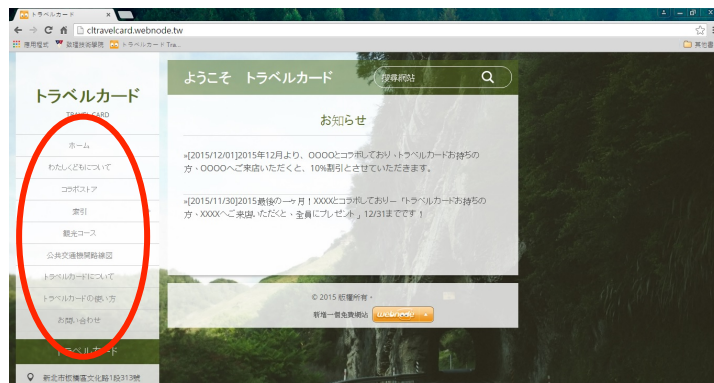 トラベルカード
cltravelcard.webnode.tw
應用程式
致理技術學院
トラベルカード Tra...
トラベルカード
TRAVEL CARD
ホーム
わたしくどもについて
コラボストア
索引
観光コース
公共交通機関路線図
トラベルカードについて
トラベルカードの使い方
お問い合わせ
トラベルカード
新北市板橋區文化路1段313號
ようこそ トラベルカード
搜尋網站
お知らせ
»[2015/12/01]2015年12月より、OOOOとコラボしており、トラベルカードお持ちの
方、OOOOへご来店いただくと、10%割引とさせていただきます。
»[2015/11/30]2015最後の一ヶ月！XXXXとコラボしておりー「トラベルカードお持ちの
方、XXXXへご来店いただくと、全員にプレゼント」12/31までです！
© 2015 版權所有。
新增一個免費網站
webnode